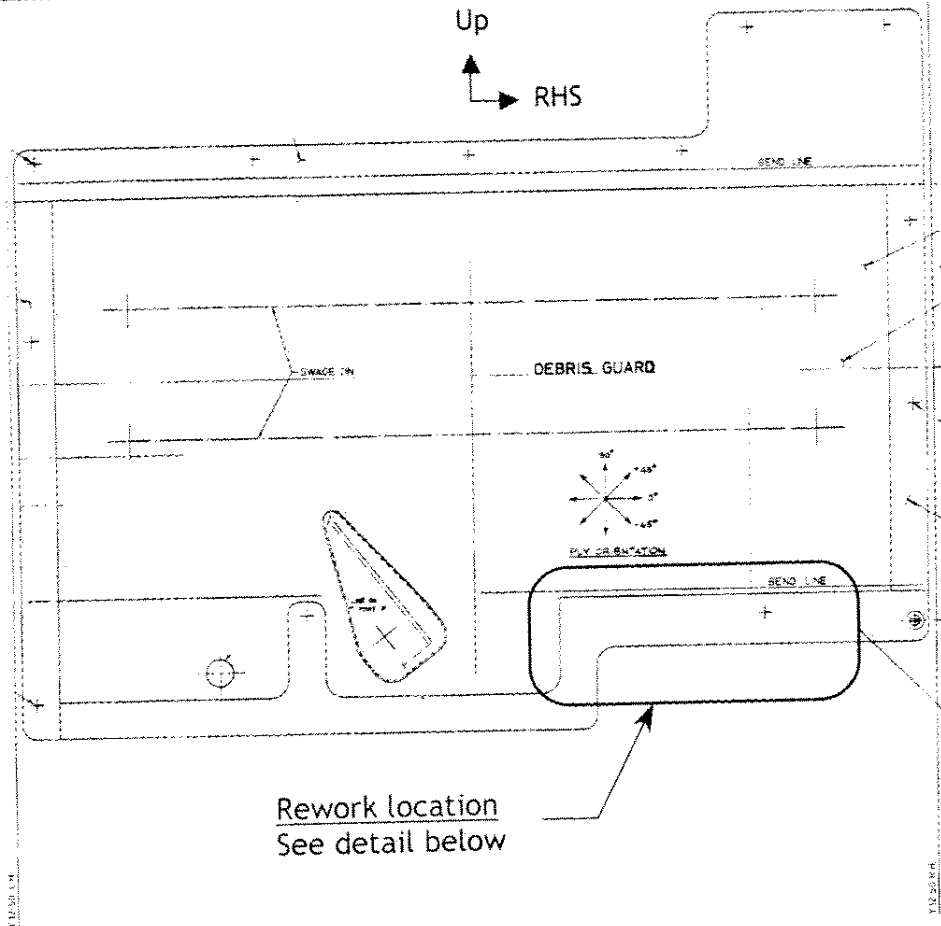 Up
RHS
BEND LINE
SWAGE
DEBRIS GUARD
90°
+45°
0°
-45°
PLY ORIENTATION
BEND LINE
Rework location
See detail below